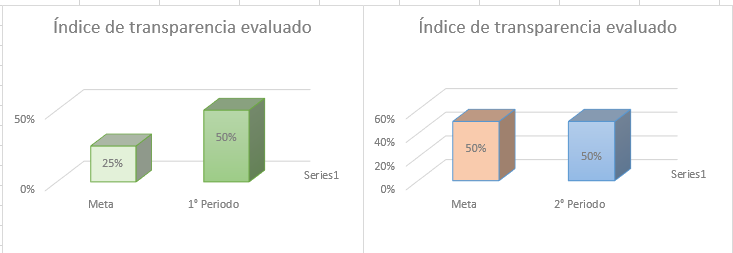 Índice de transparencia evaluado
50%
0%
25%
50%
Series1
Meta
1° Periodo
Índice de transparencia evaluado
60%
40%
20%
0%
50%
50%
Series1
Meta
2° Periodo